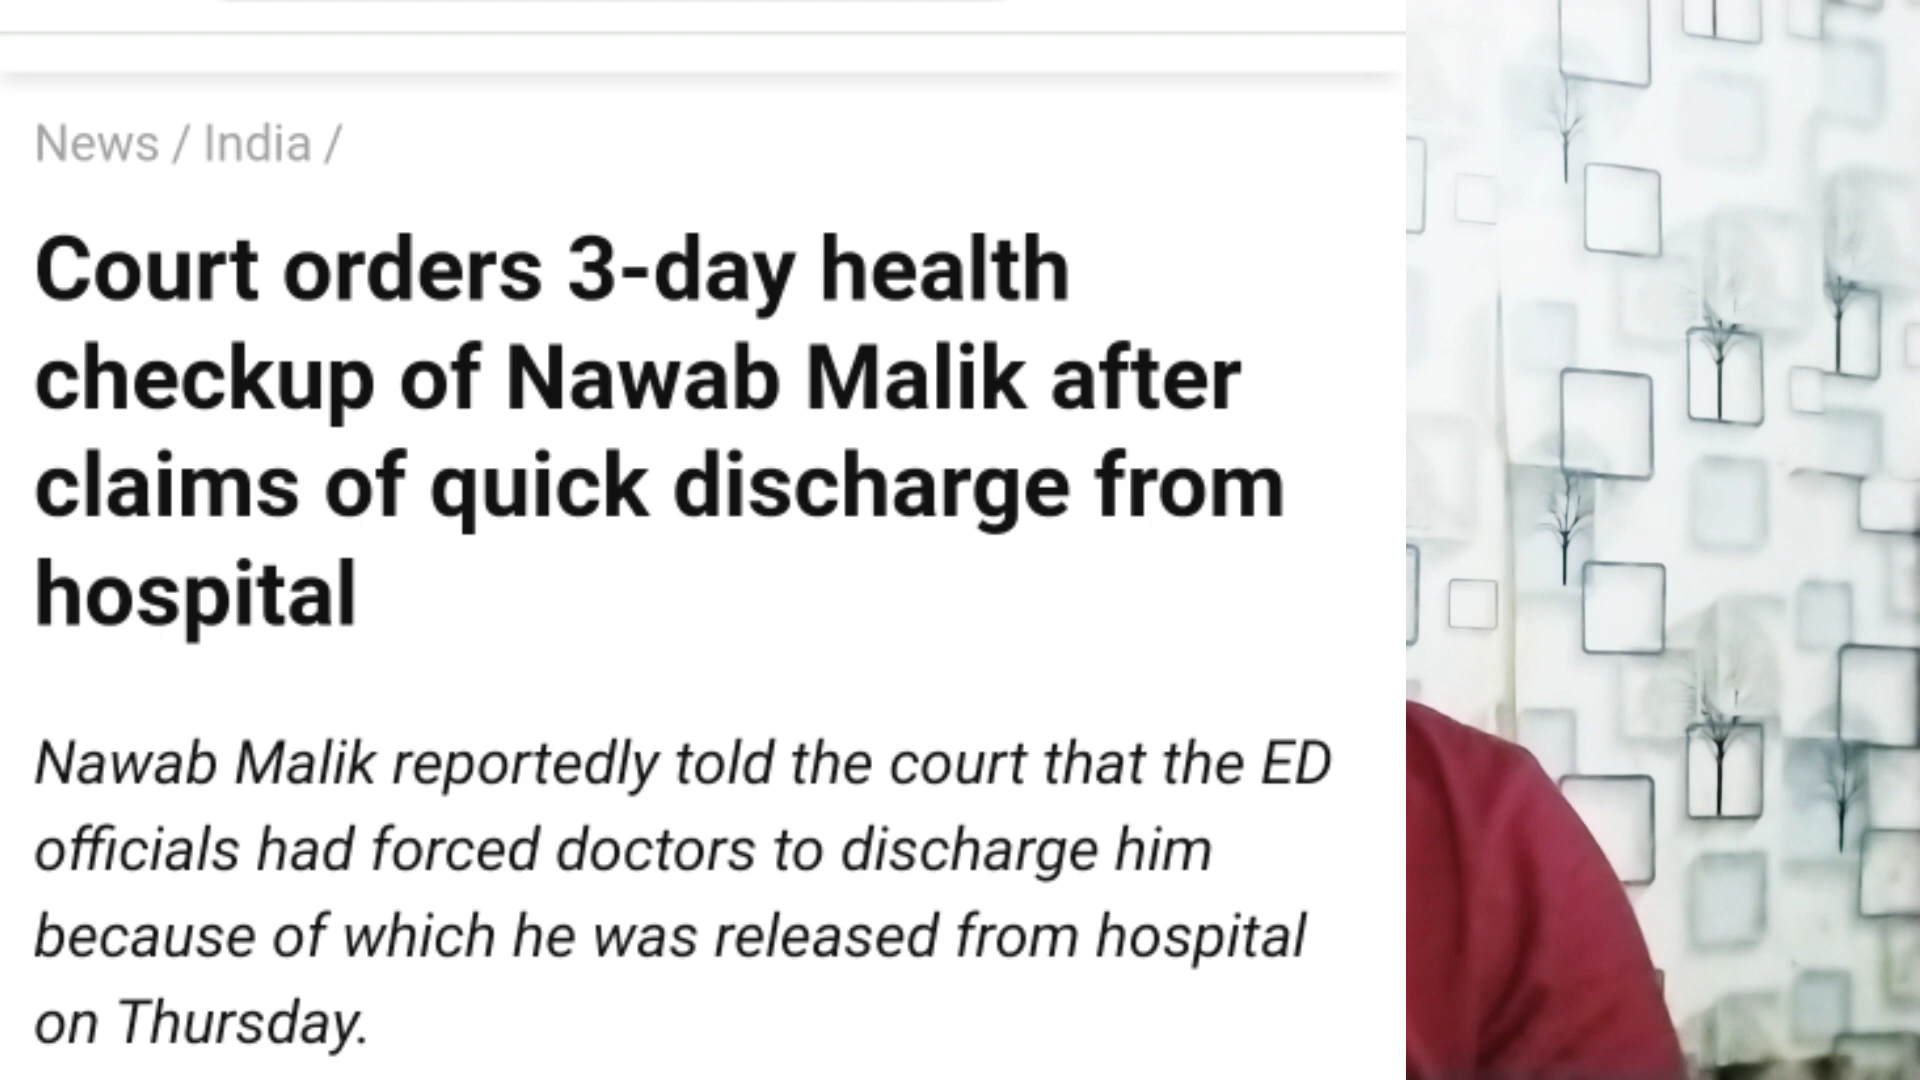 News / India /
Court orders 3-day health
checkup of Nawab Malik after
claims of quick discharge from
hospital
Nawab Malik reportedly told the court that the ED
officials had forced doctors to discharge him
because of which he was released from hospital
on Thursday.